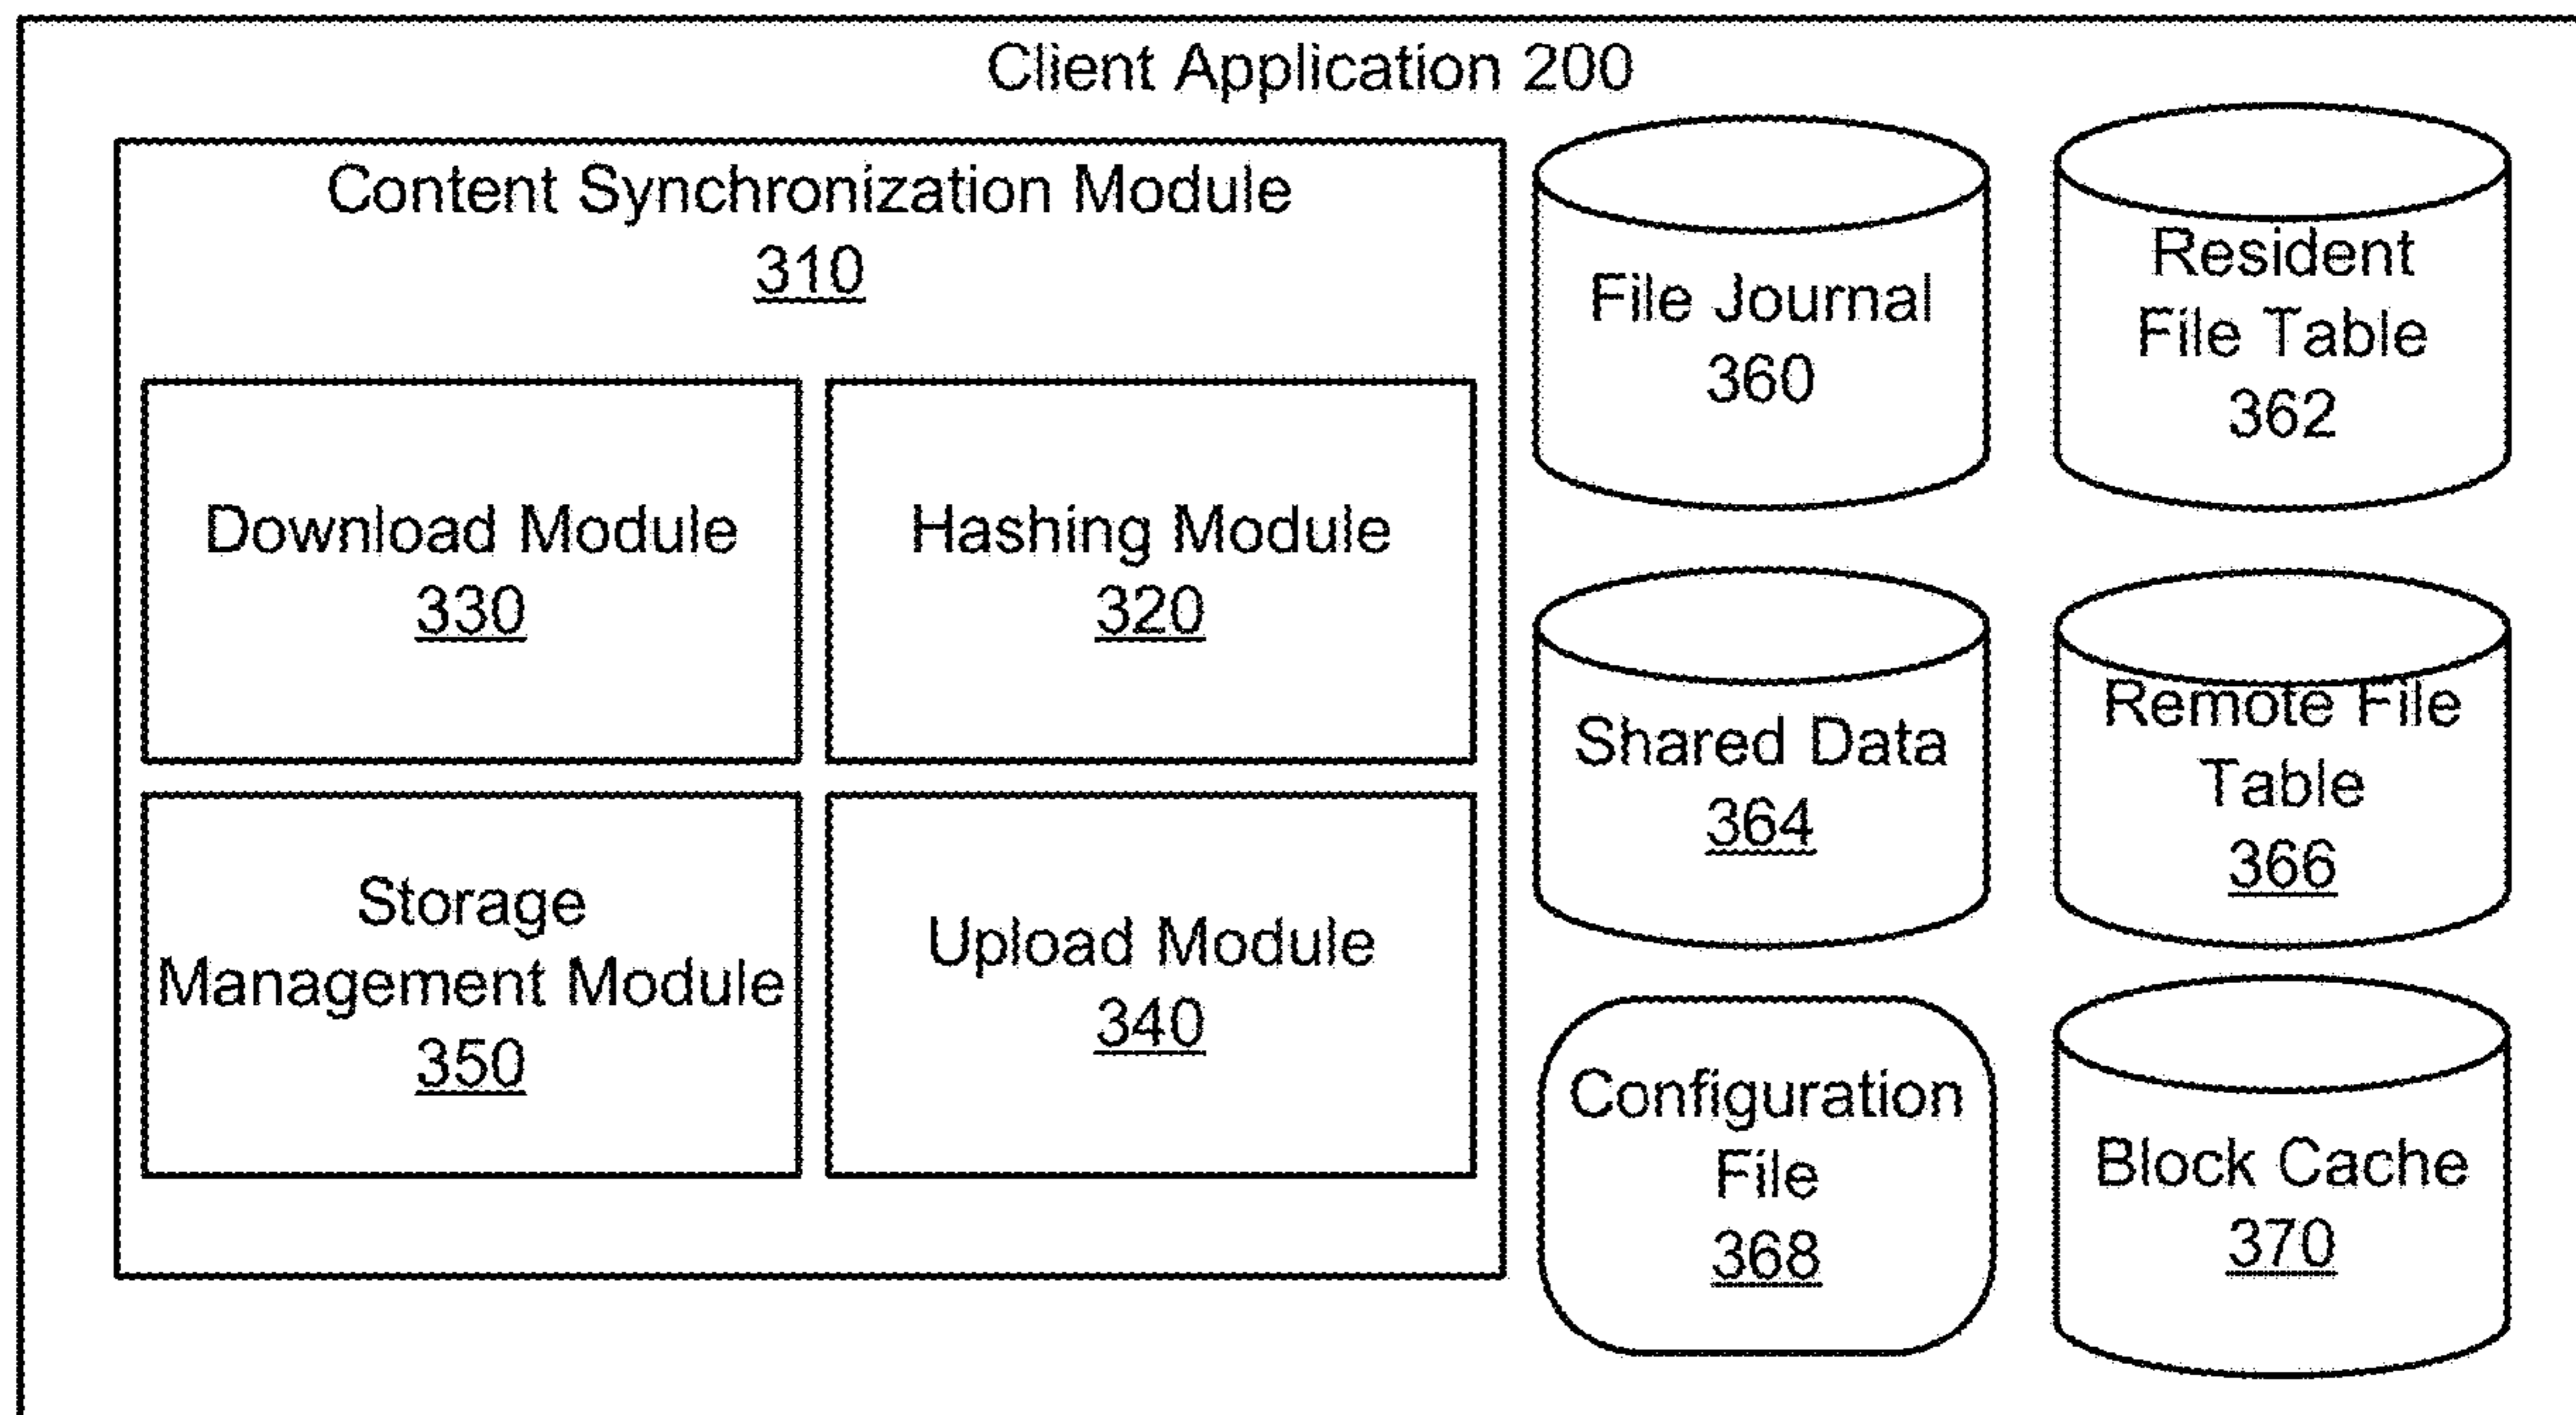 Client Application 200
Content Synchronization Module
310
Download Module
330
Hashing Module
320
Storage
Management Module
350
Upload Module
340
File Journal
360
Resident
File Table
362
Shared Data
364
Remote File
Table
366
Configuration
File
368
Block Cache
370